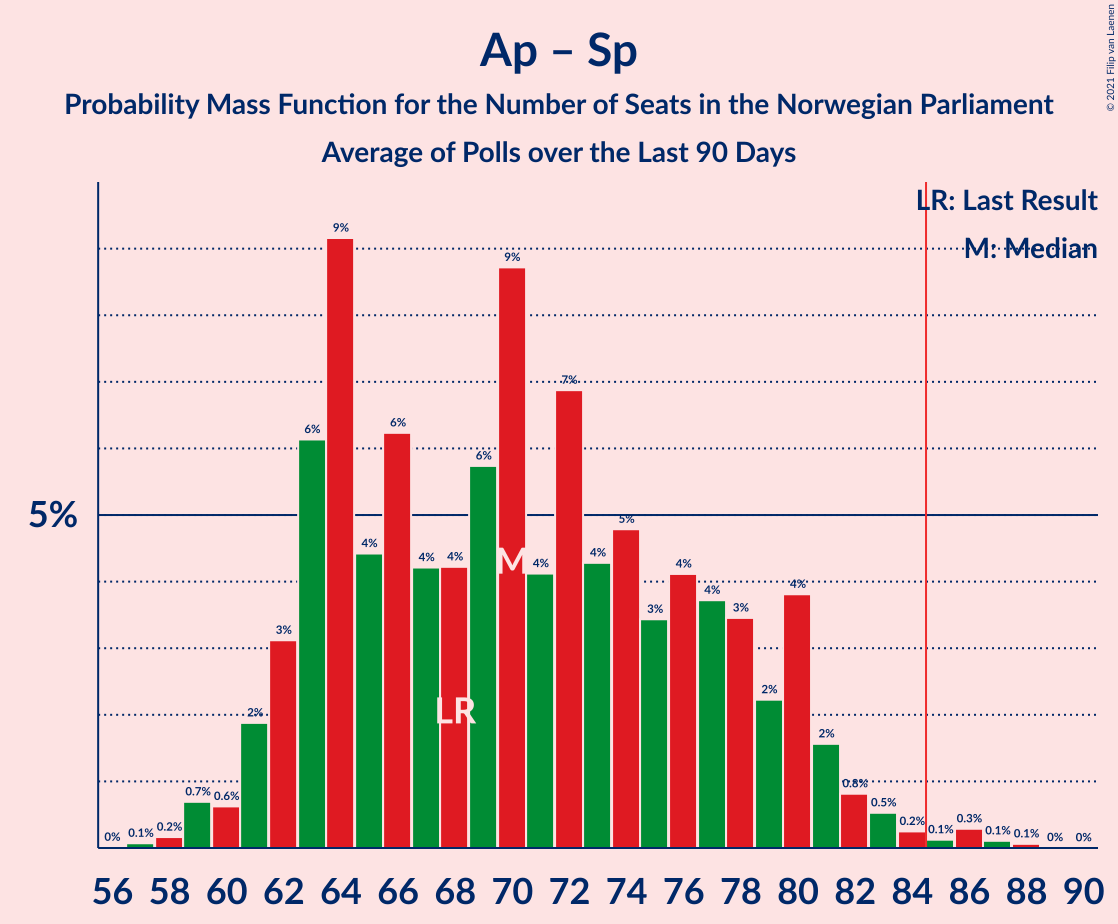 Ap – Sp
Probability Mass Function for the Number of Seats in the Norwegian Parliament
Average of Polls over the Last 90 Days
© 2021 Filip van Laenen
LR: Last Result
M: Median
5%
0% 0.1% 0.2% 0.7% 0.6% 2% 3% 6% 9% 4% 6% 4% 4% 6% 9% 4% 7% 4% 5% 3% 4% 4% 3% 2% 4% 2% 0.8% 0.5% 0.2% 0.1% 0.3% 0.1% 0.1% 0% 0%
M
LR
56 58 60 62 64 66 68 70 72 74 76 78 80 82 84 86 88 90